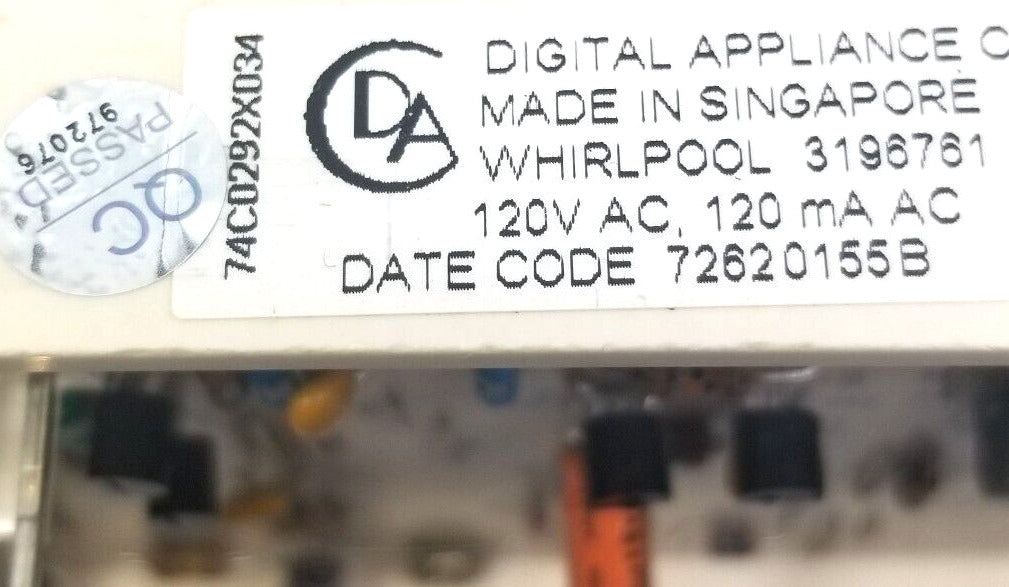 DIGITAL APPLIANCE C
MADE IN SINGAPORE
WHIRLPOOL 3196761
120V AC, 120 mA AC
DATE CODE 72620155B
74CD292X034
CDA
QC
PASSED
972076